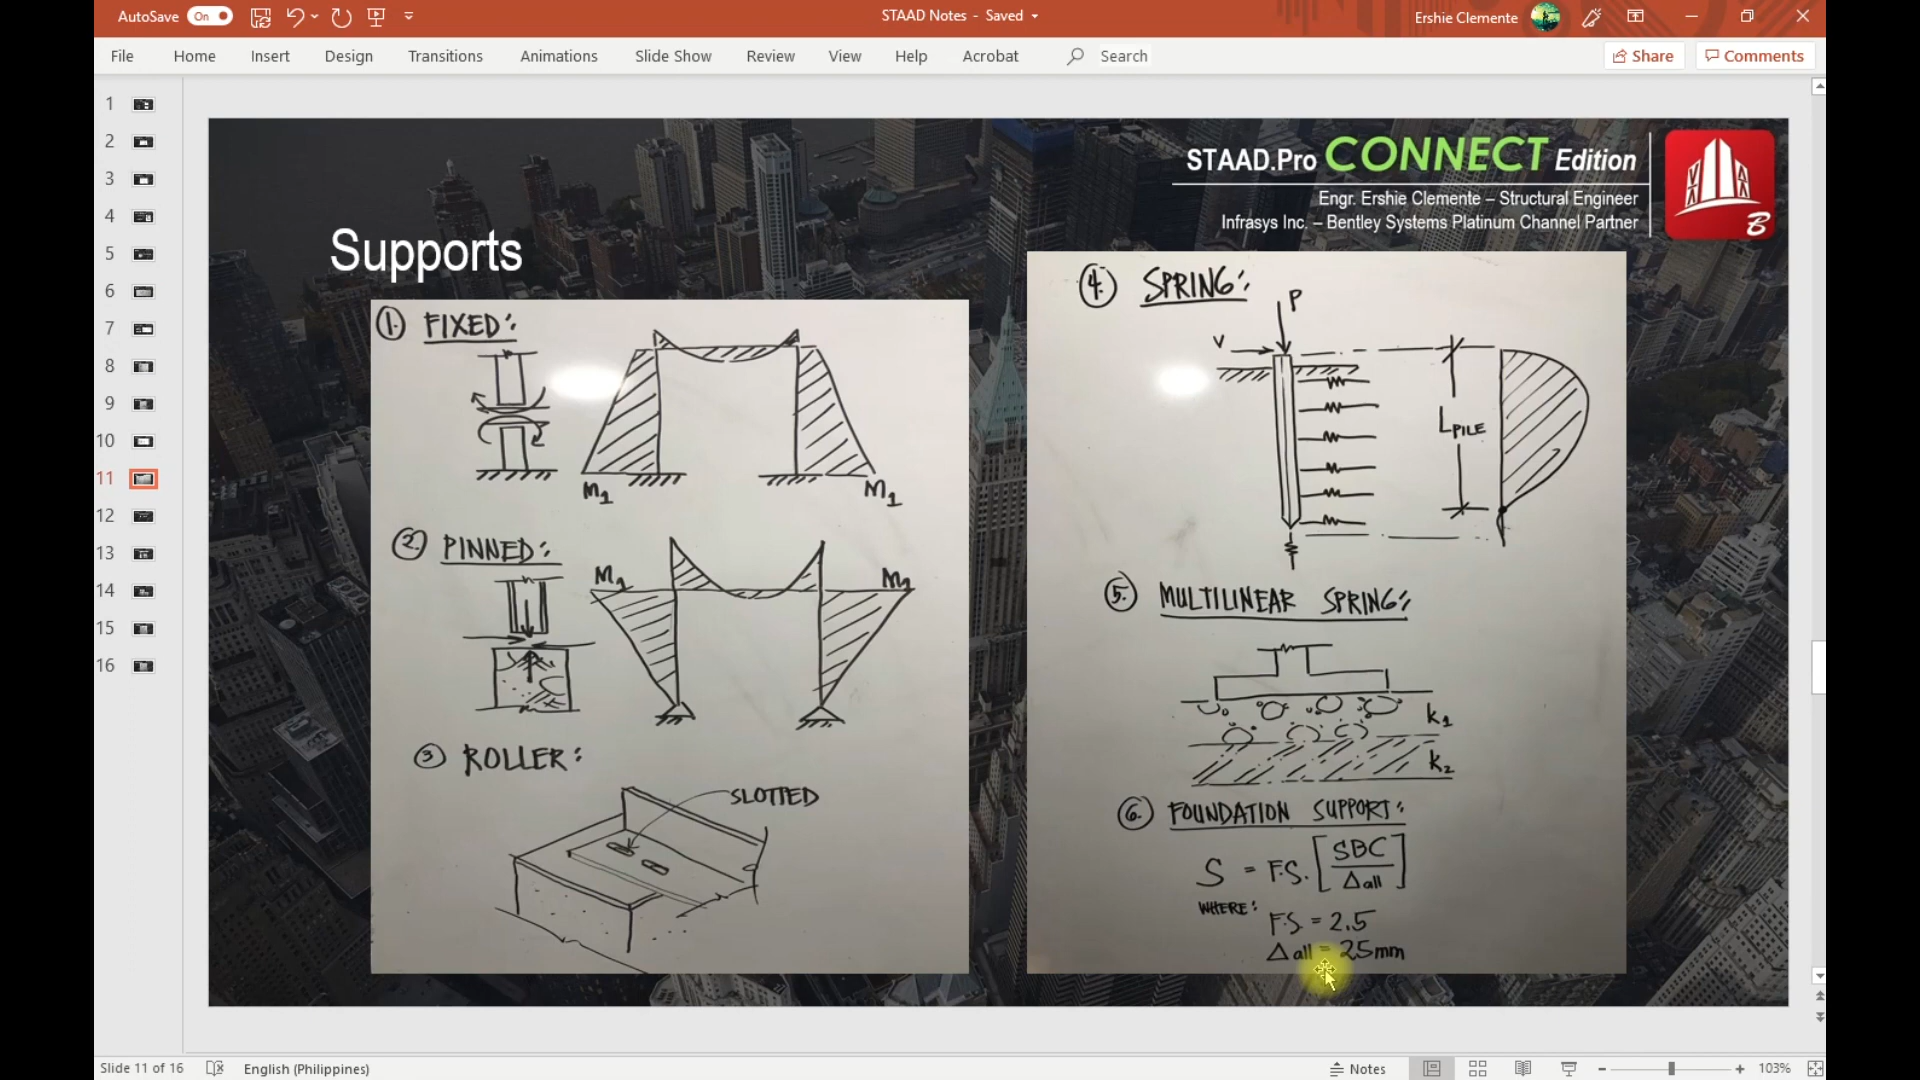 AutoSave On
STAAD Notes - Saved
Ershie Clemente
File Home Insert Design Transitions Animations Slide Show Review View Help Acrobat Search Share Comments
1
2
3
4
5
6
7
8
9
10
11
12
13
14
15
16
STAAD.Pro CONNECT Edition
Engr. Ershie Clemente – Structural Engineer
Infrasys Inc. – Bentley Systems Platinum Channel Partner
B
Supports
1. FIXED:
M1 M1
2. PINNED:
M1 M1
3 ROLLER:
SLOTTED
4. SPRING:
P
V
LPILE
5. MULTILINEAR SPRING:
k1
k2
6. FOUNDATION SUPPORT:
S = F.S. [SBC / Δall]
WHERE:
F.S. = 2.5
Δall = 25mm
Slide 11 of 16 English (Philippines) Notes 103%